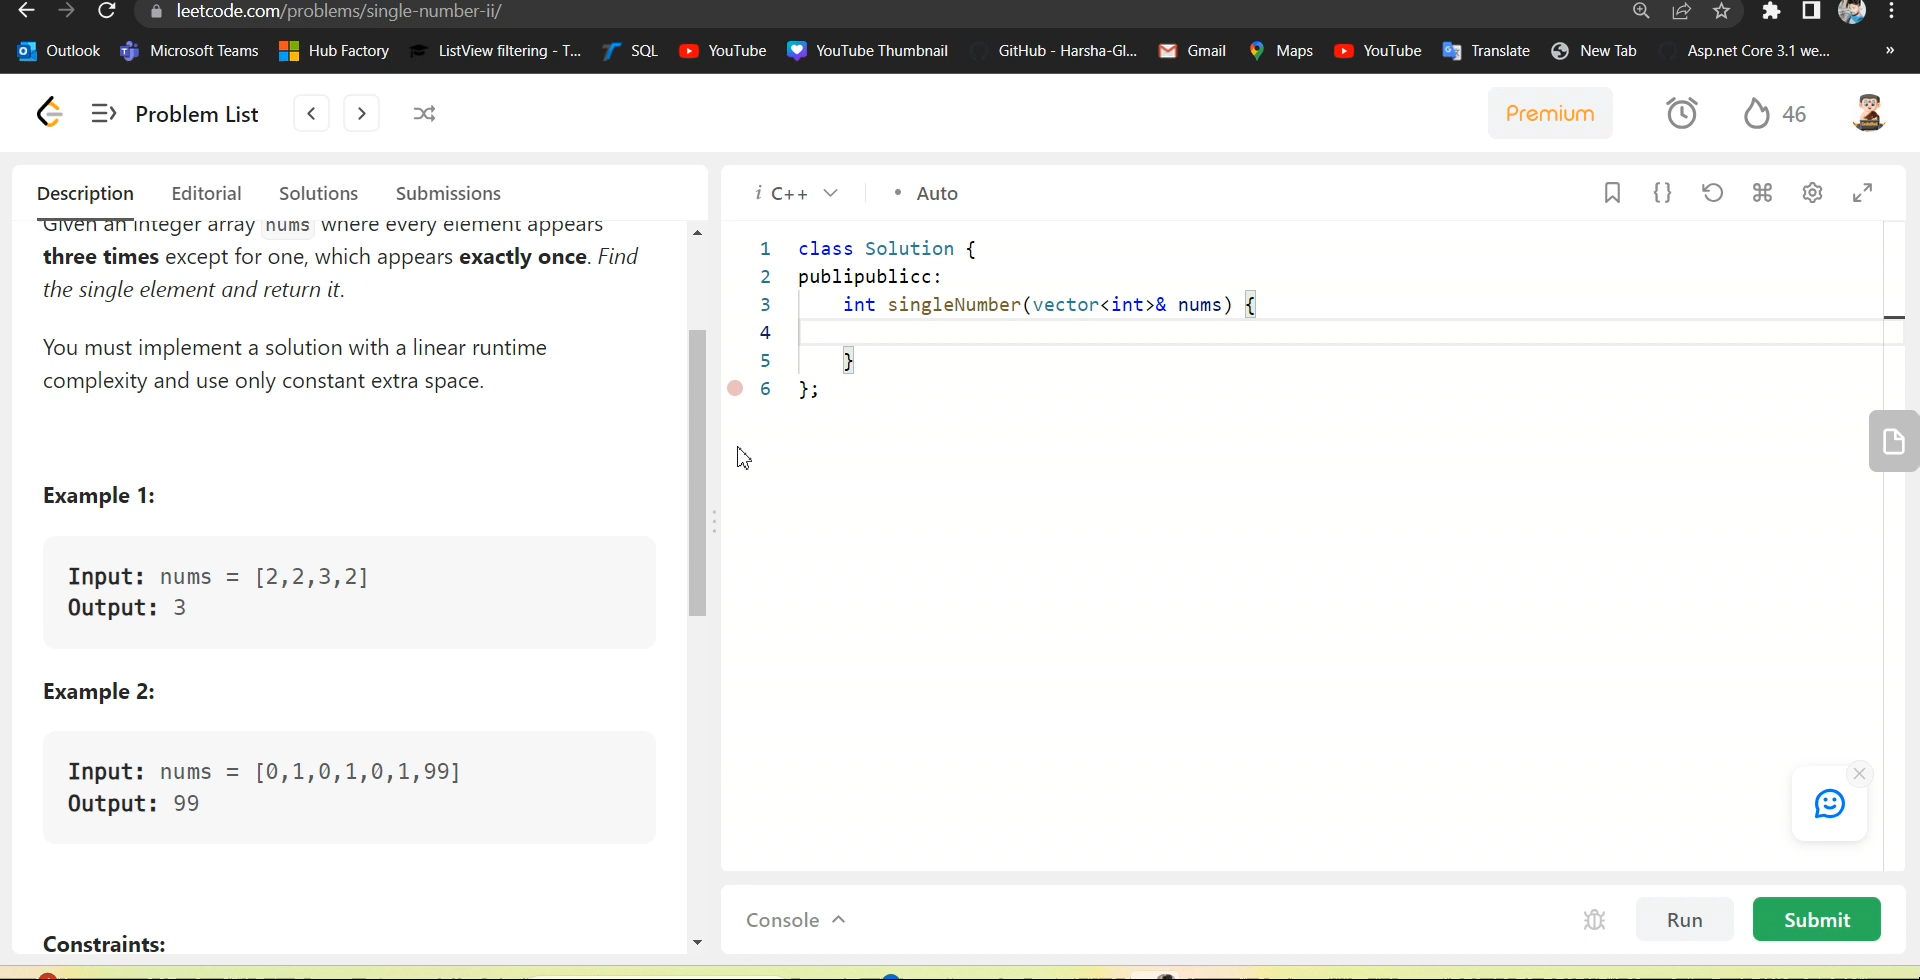 leetcode.com/problems/single-number-ii/
Outlook Microsoft Teams Hub Factory ListView filtering - T... SQL YouTube YouTube Thumbnail GitHub - Harsha-Gl... Gmail Maps YouTube Translate New Tab Asp.net Core 3.1 we... »
Problem List Premium 46
Description Editorial Solutions Submissions
Given an integer array nums where every element appears
three times except for one, which appears exactly once. Find
the single element and return it.
You must implement a solution with a linear runtime
complexity and use only constant extra space.
Example 1:
Input: nums = [2,2,3,2]
Output: 3
Example 2:
Input: nums = [0,1,0,1,0,1,99]
Output: 99
Constraints:
i C++ • Auto
1 class Solution {
2 publipublicc:
3 int singleNumber(vector<int>& nums) {
4
5 }
6 };
Console Run Submit